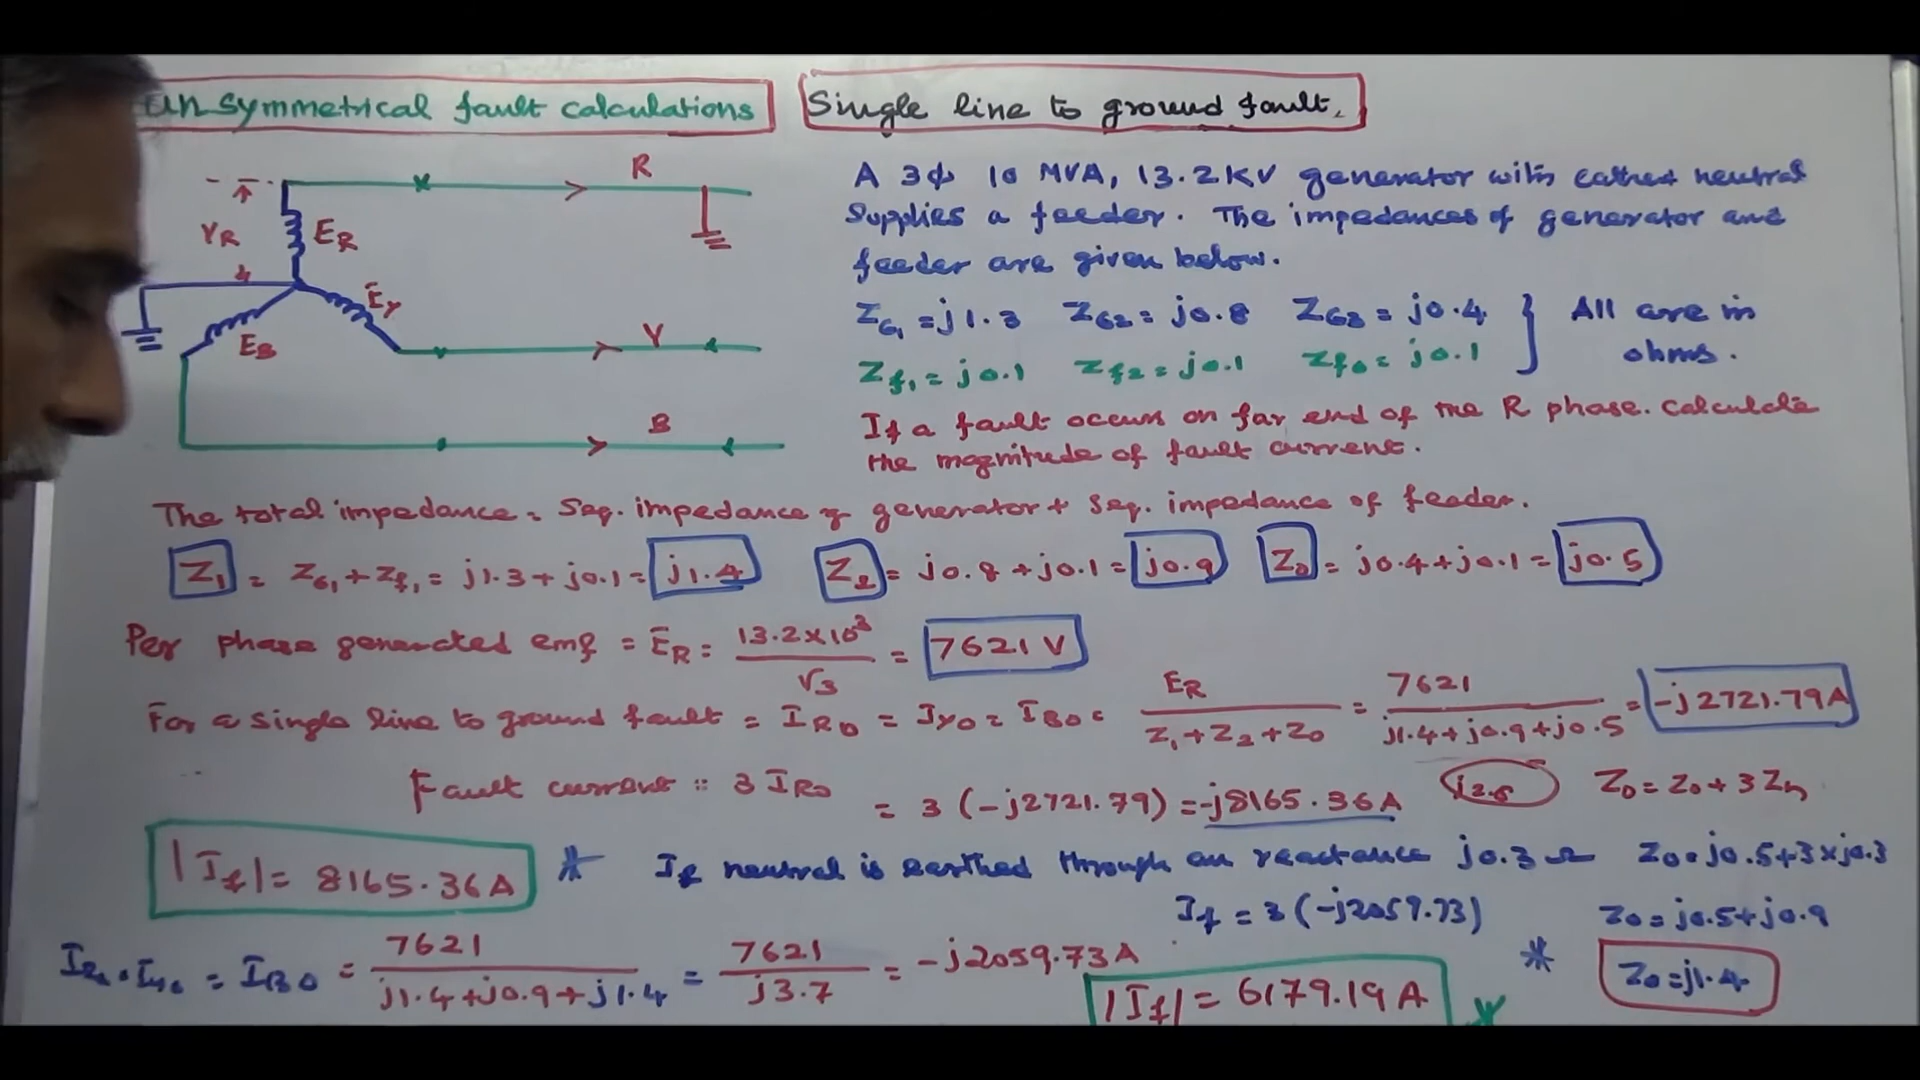 Unsymmetrical fault calculations
Single line to ground fault.
R
VR
ER
EY
EB
Y
B
A 3ф 10 MVA, 13.2KV generator with earthed neutral
supplies a feeder. The impedances of generator and
feeder are given below.
ZG1 = j1.3 ZG2 = j0.8 ZG3 = j0.4 } All are in
Zf1 = j0.1 Zf2 = j0.1 Zf0 = j0.1 ohms.
If a fault occurs on far end of the R phase. calculate
the magnitude of fault current.
The total impedance = Seq. impedance of generator + Seq. impedance of feeder.
Z1 = ZG1 + Zf1 = j1.3 + j0.1 = j1.4 Z2 = j0.8 + j0.1 = j0.9 Z0 = j0.4 + j0.1 = j0.5
Per phase generated emf = ER = 13.2×10³ / √3 = 7621 V
For a single line to ground fault = IR0 = IY0 = IB0 = ER / Z1+Z2+Z0 = 7621 / j1.4+j0.9+j0.5 = -j2721.79A
Fault current = 3 IR0 = 3 (-j2721.79) = -j8165.36A j2.8 Z0 = Z0 + 3Zn
|If| = 8165.36A * If neutral is earthed through an reactance j0.3Ω Z0 = j0.5+3×j0.3
If = 3 (-j2059.73) Z0 = j0.5+j0.9
IR0 = IY0 = IB0 = 7621 / j1.4+j0.9+j1.4 = 7621 / j3.7 = -j2059.73A * Z0 = j1.4
|If| = 6179.19A